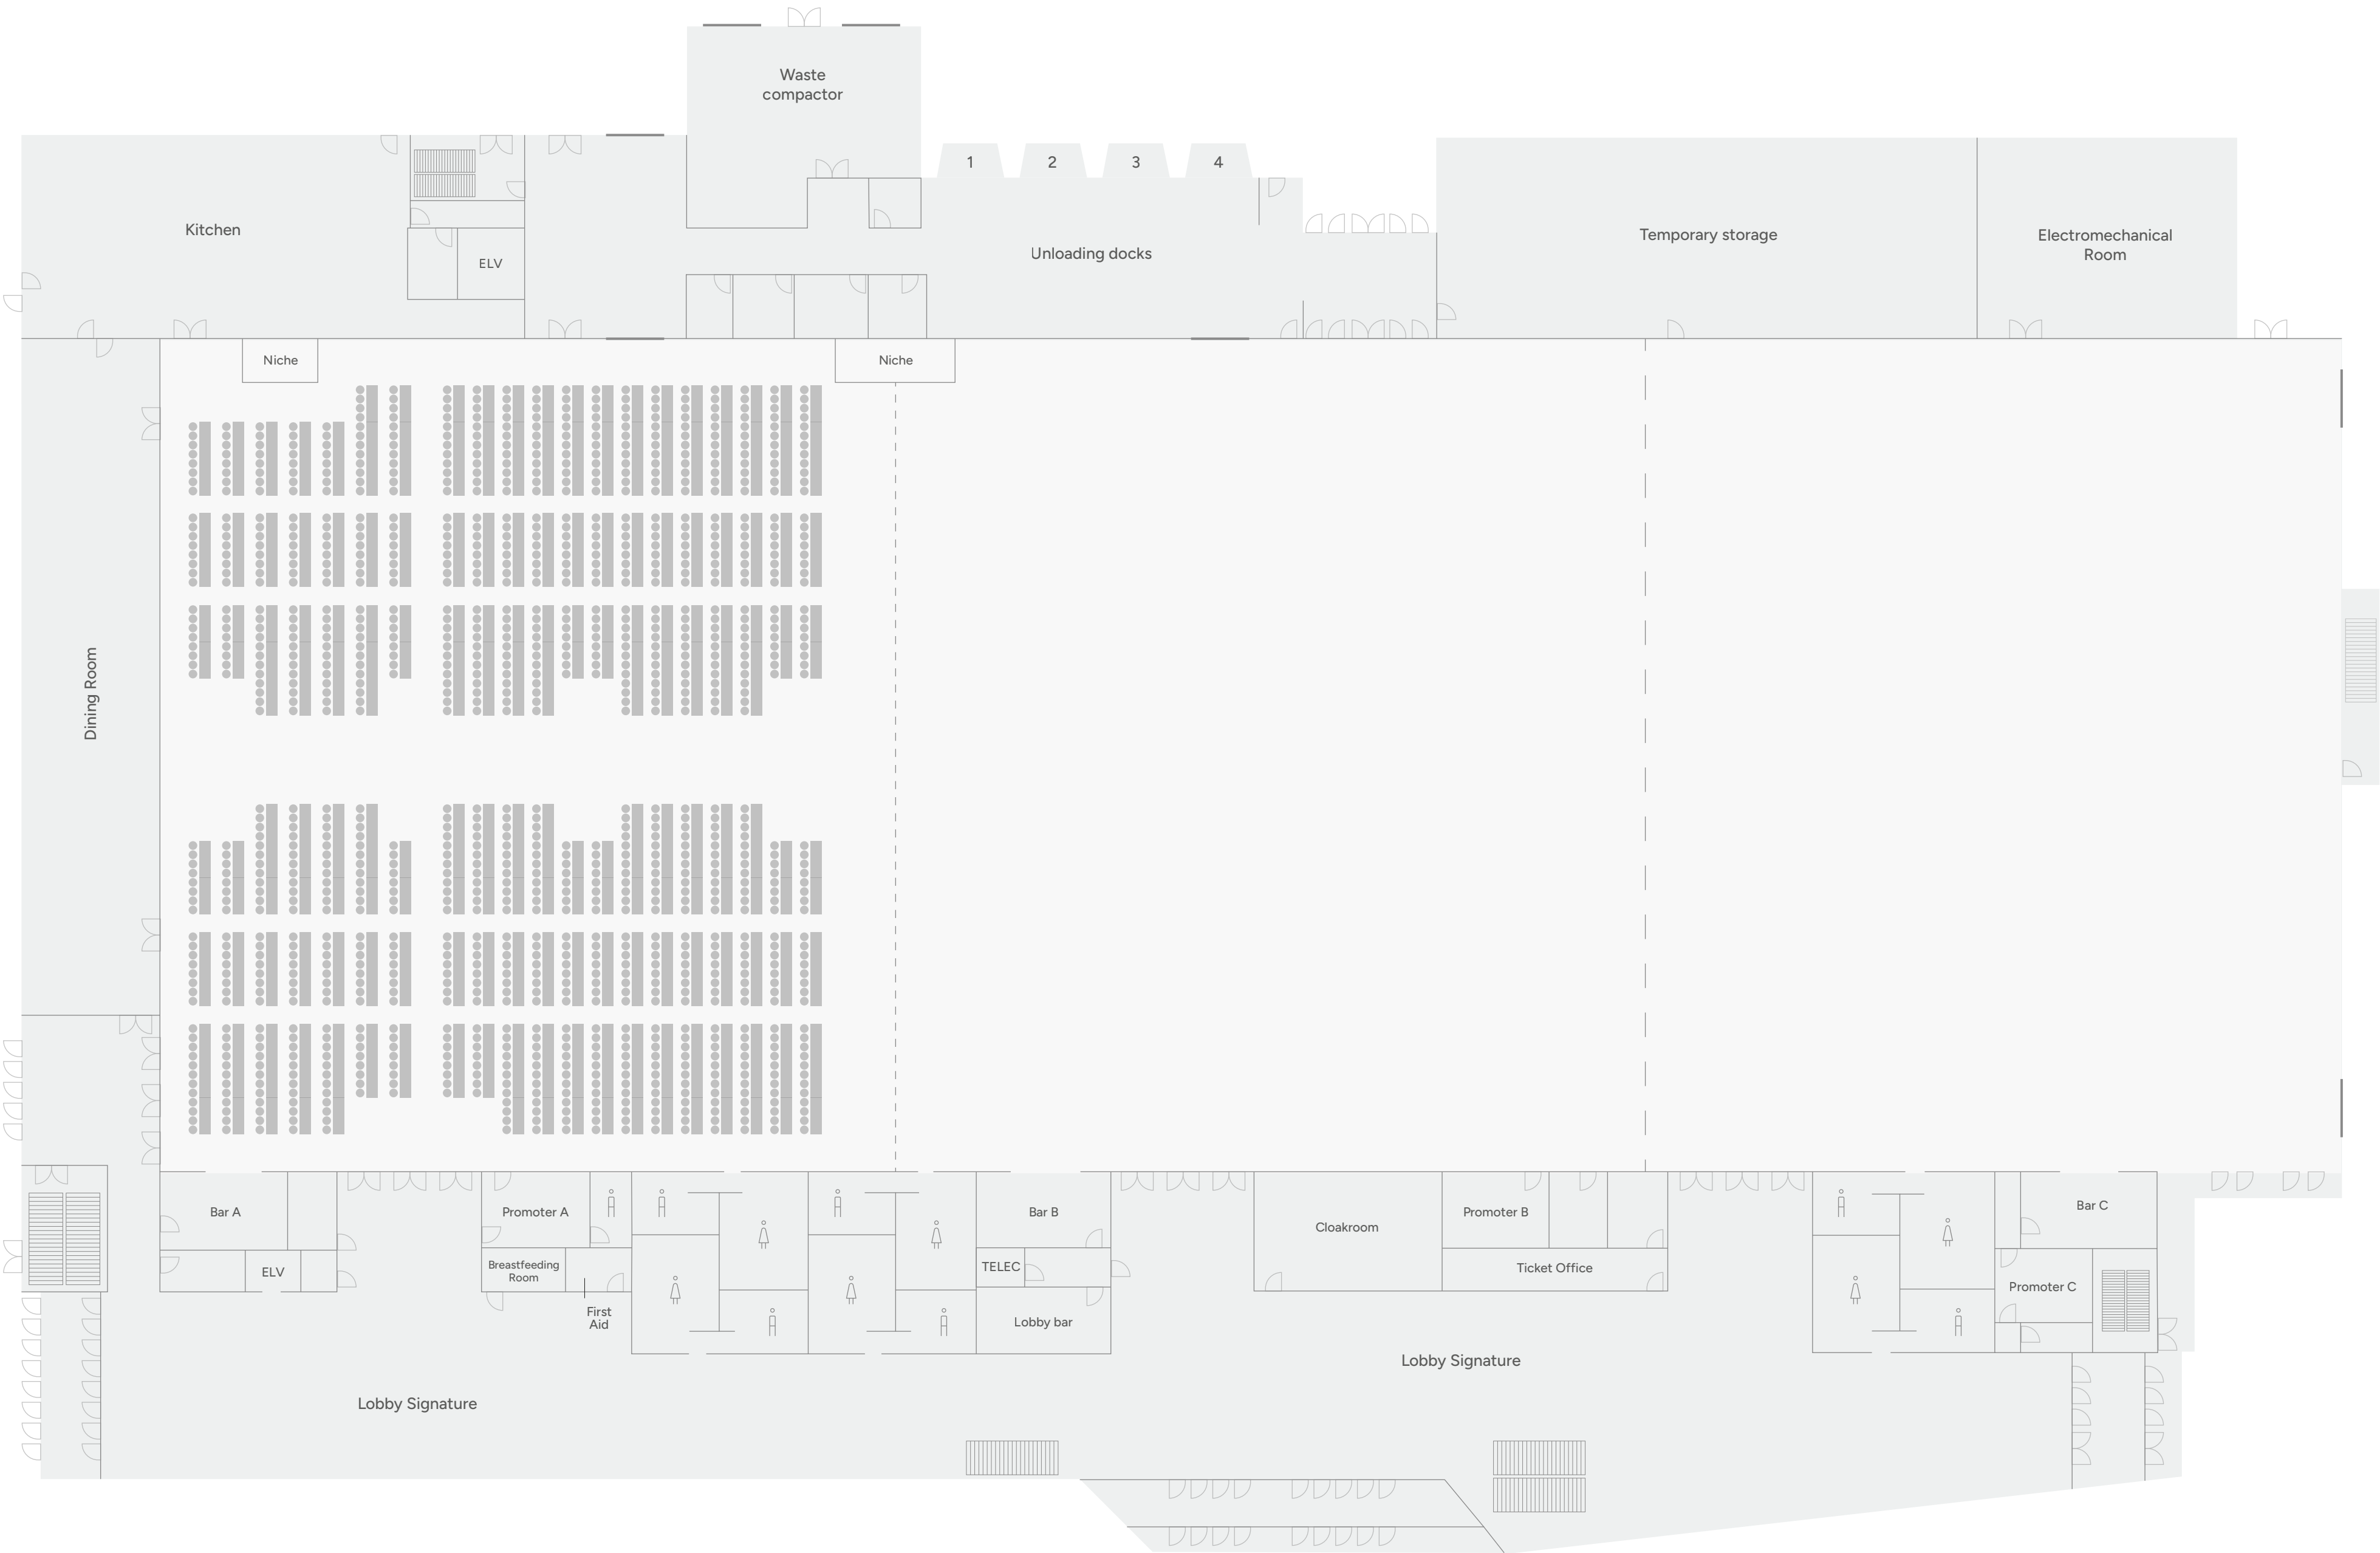 Waste
compactor
1
2
3
4
Kitchen
ELV
Unloading docks
Temporary storage
Electromechanical
Room
Niche
Niche
Dining Room
Bar A
ELV
Promoter A
Breastfeeding
Room
First
Aid
Bar B
TELEC
Lobby bar
Cloakroom
Promoter B
Ticket Office
Bar C
Promoter C
Lobby Signature
Lobby Signature